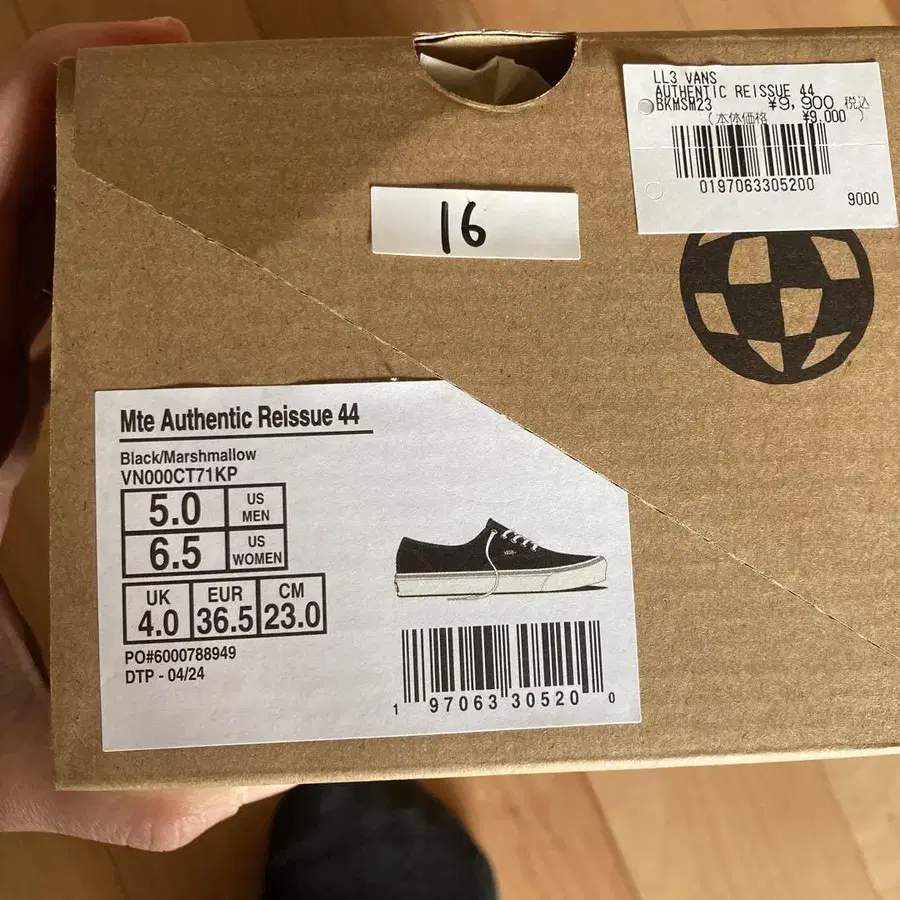 LL3 VANS
AUTHENTIC REISSUE 44
BKMSM23 ¥9,900 税込
(本体価格 ¥9,000 )
0197063305200
9000
16
Mte Authentic Reissue 44
Black/Marshmallow
VN000CT71KP
5.0 US MEN
6.5 US WOMEN
UK EUR CM
4.0 36.5 23.0
PO#6000788949
DTP - 04/24
1 97063 30520 0